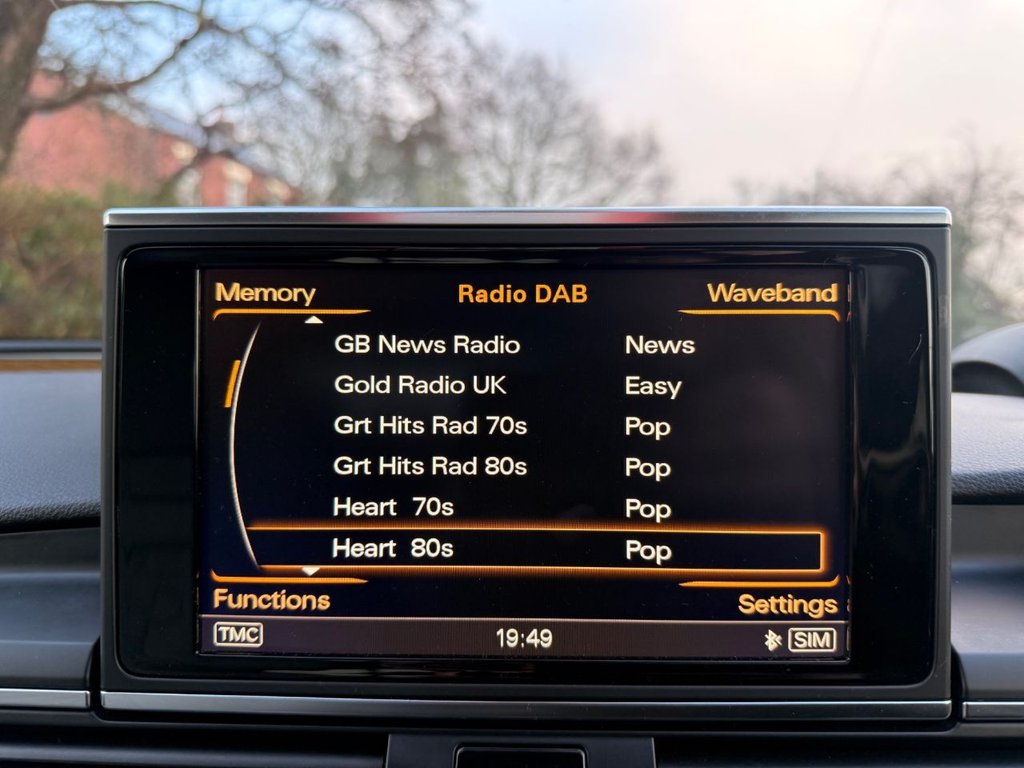 Memory Radio DAB Waveband
GB News Radio News
Gold Radio UK Easy
Grt Hits Rad 70s Pop
Grt Hits Rad 80s Pop
Heart 70s Pop
Heart 80s Pop
Functions Settings
TMC 19:49 SIM